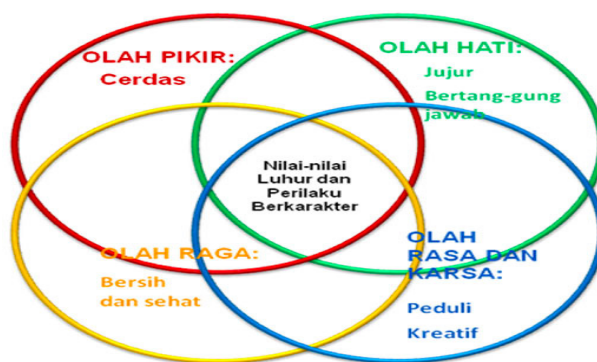 OLAH PIKIR:
Cerdas
OLAH HATI:
Jujur
Bertang-gung
jawab
Nilai-nilai
Luhur dan
Perilaku
Berkarakter
OLAH RAGA:
Bersih
dan sehat
OLAH
RASA DAN
KARSA:
Peduli
Kreatif